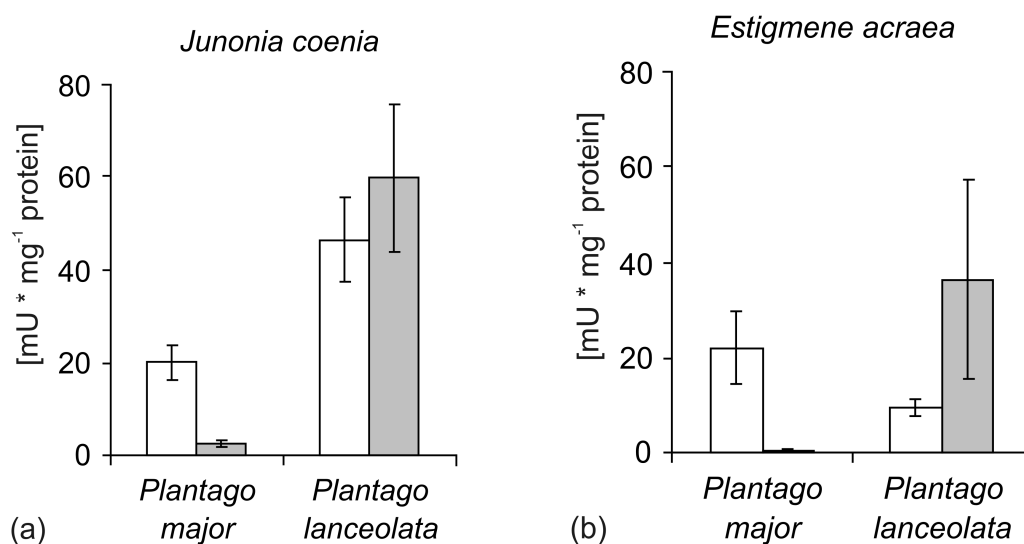 Junonia coenia
[mU * mg⁻¹ protein]
80
60
40
20
0
Plantago
major
Plantago
lanceolata
(a)
Estigmene acraea
[mU * mg⁻¹ protein]
80
60
40
20
0
Plantago
major
Plantago
lanceolata
(b)